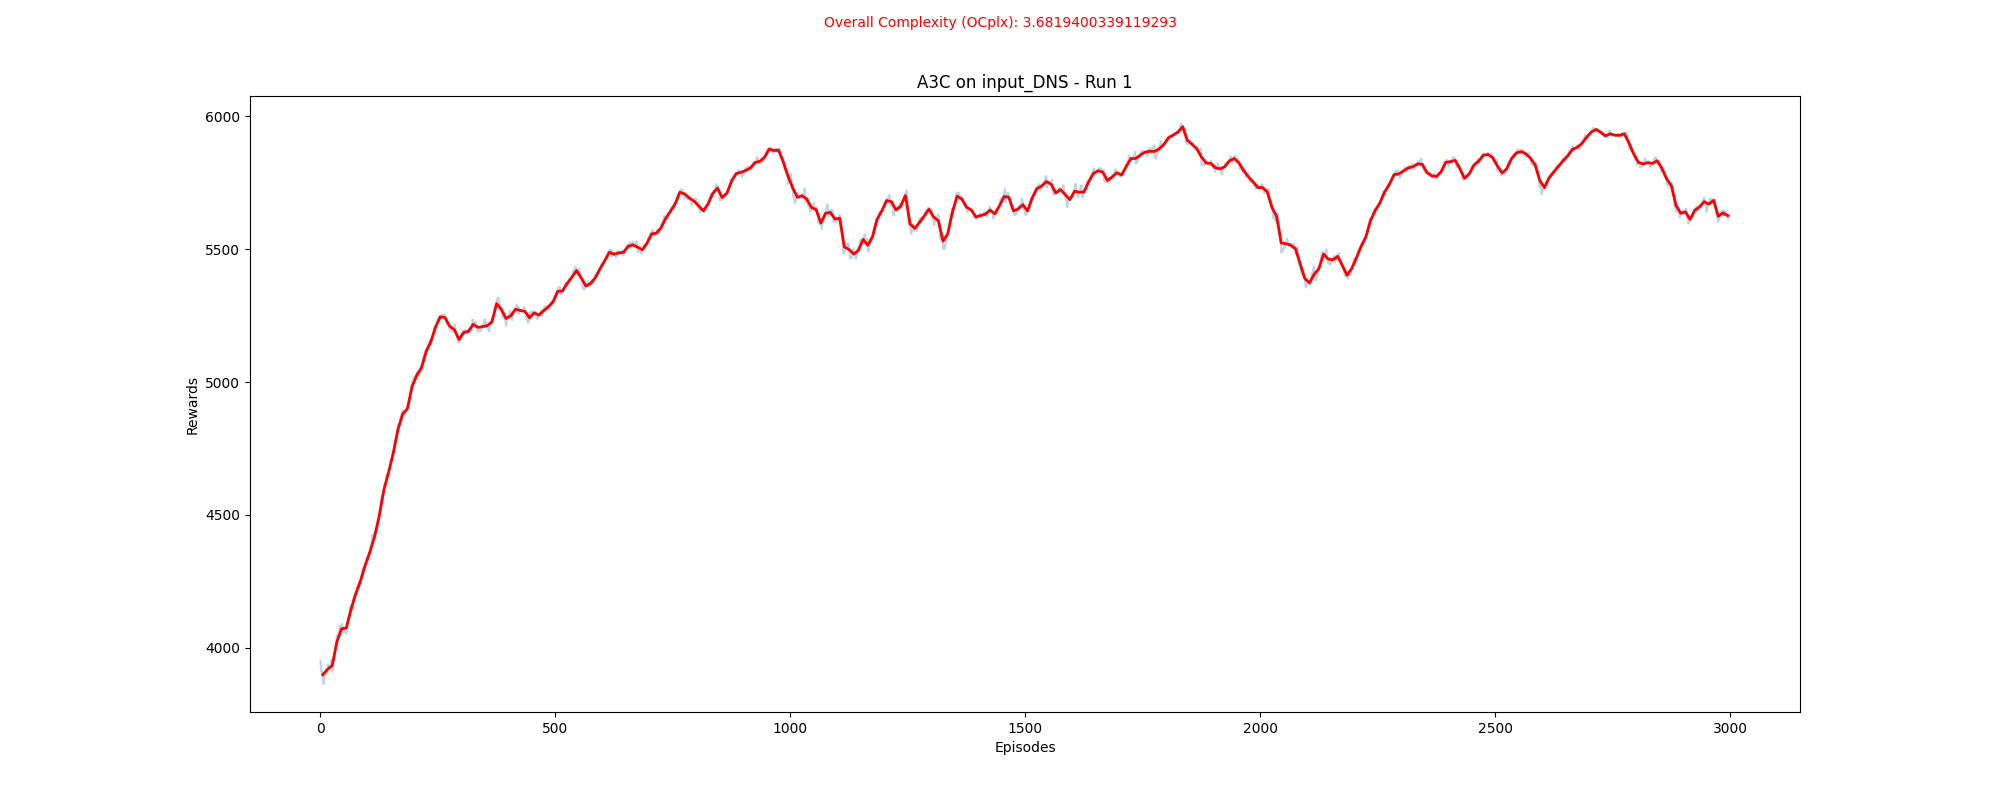 Overall Complexity (OCplx): 3.6819400339119293
A3C on input_DNS - Run 1
6000
5500
5000
4500
4000
Rewards
0 500 1000 1500 2000 2500 3000
Episodes